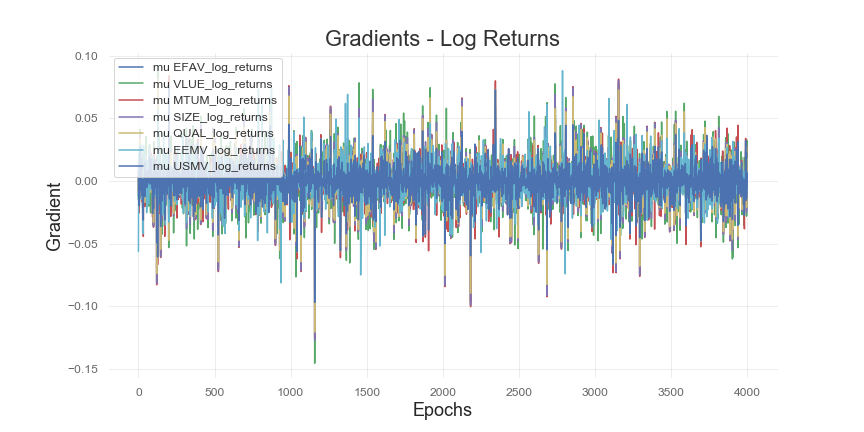 Gradients - Log Returns
0.10
0.05
0.00
−0.05
−0.10
−0.15
Gradient
mu EFAV_log_returns
mu VLUE_log_returns
mu MTUM_log_returns
mu SIZE_log_returns
mu QUAL_log_returns
mu EEMV_log_returns
mu USMV_log_returns
0 500 1000 1500 2000 2500 3000 3500 4000
Epochs